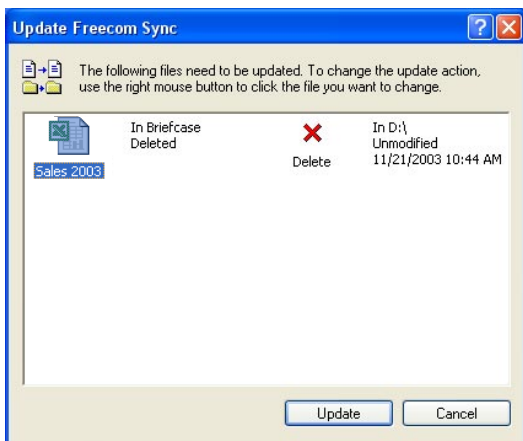 Update Freecom Sync
The following files need to be updated. To change the update action,
use the right mouse button to click the file you want to change.
Sales 2003
In Briefcase
Deleted
Delete
In D:\
Unmodified
11/21/2003 10:44 AM
Update
Cancel